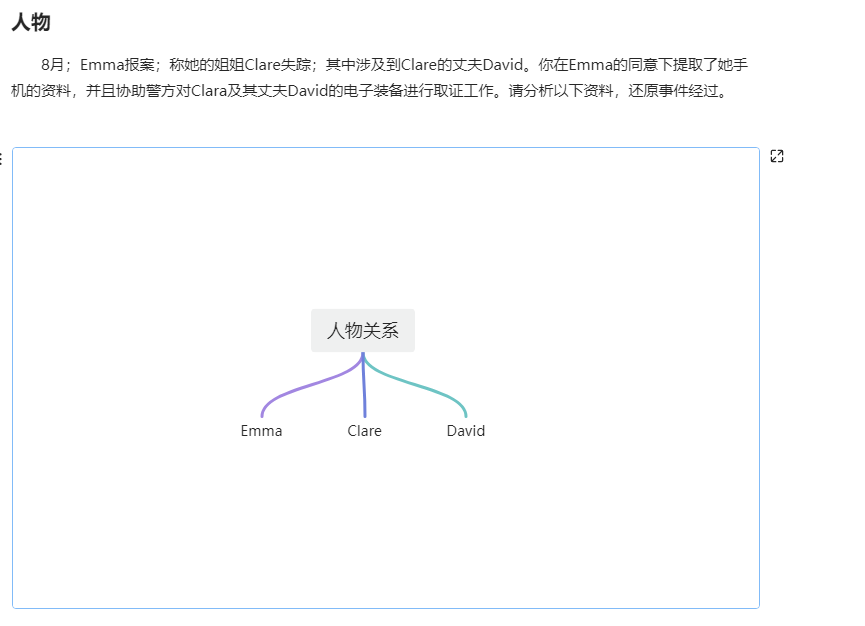 人物
8月；Emma报案；称她的姐姐Clare失踪；其中涉及到Clare的丈夫David。你在Emma的同意下提取了她手
机的资料，并且协助警方对Clara及其丈夫David的电子装备进行取证工作。请分析以下资料，还原事件经过。
人物关系
Emma
Clare
David